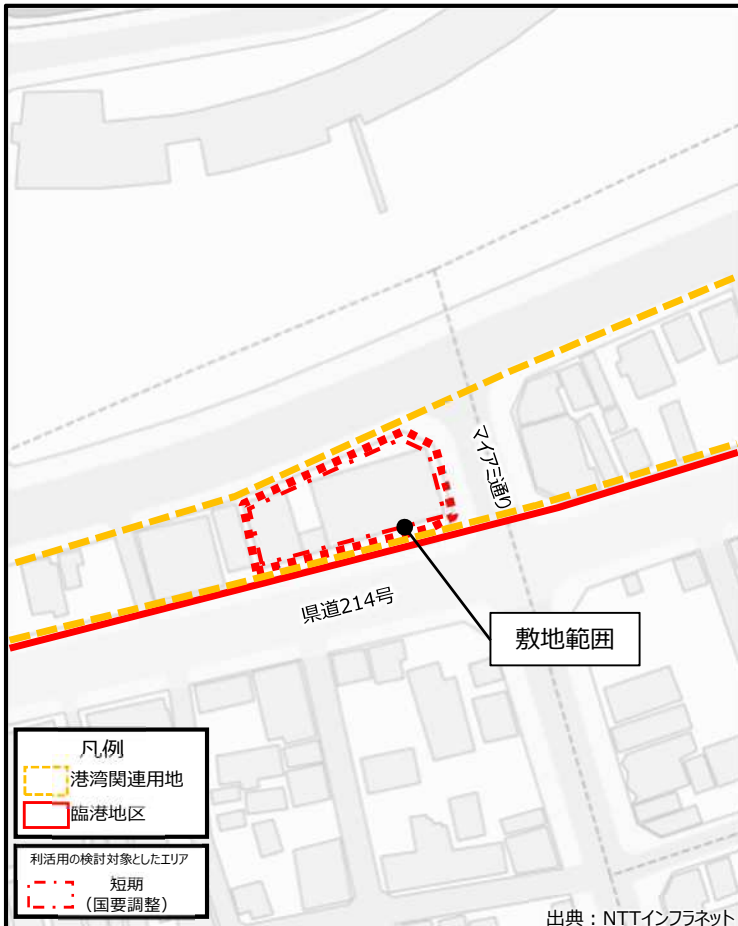 マイアミ通り
県道214号
敷地範囲
凡例
港湾関連用地
臨港地区
利活用の検討対象としたエリア
短期
（国要調整）
出典：NTTインフラネット